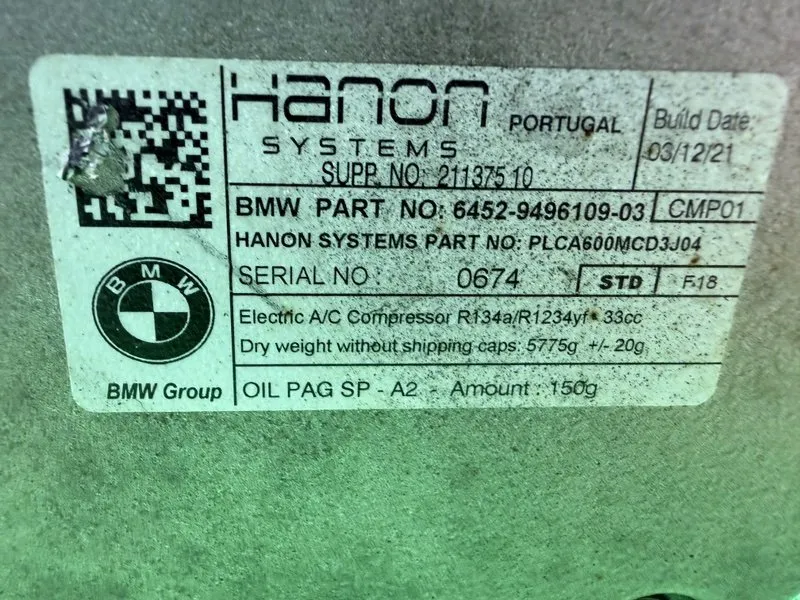 Hanon
SYSTEMS
PORTUGAL
Build Date:
03/12/21
SUPP. NO: 21137510
BMW PART NO: 6452-9496109-03
CMP01
HANON SYSTEMS PART NO: PLCA600MCD3J04
SERIAL NO : 0674
STD
F-18
Electric A/C Compressor R134a/R1234yf - 33cc
Dry weight without shipping caps: 5775g +/- 20g
BMW
BMW Group
OIL PAG SP - A2 - Amount : 150g